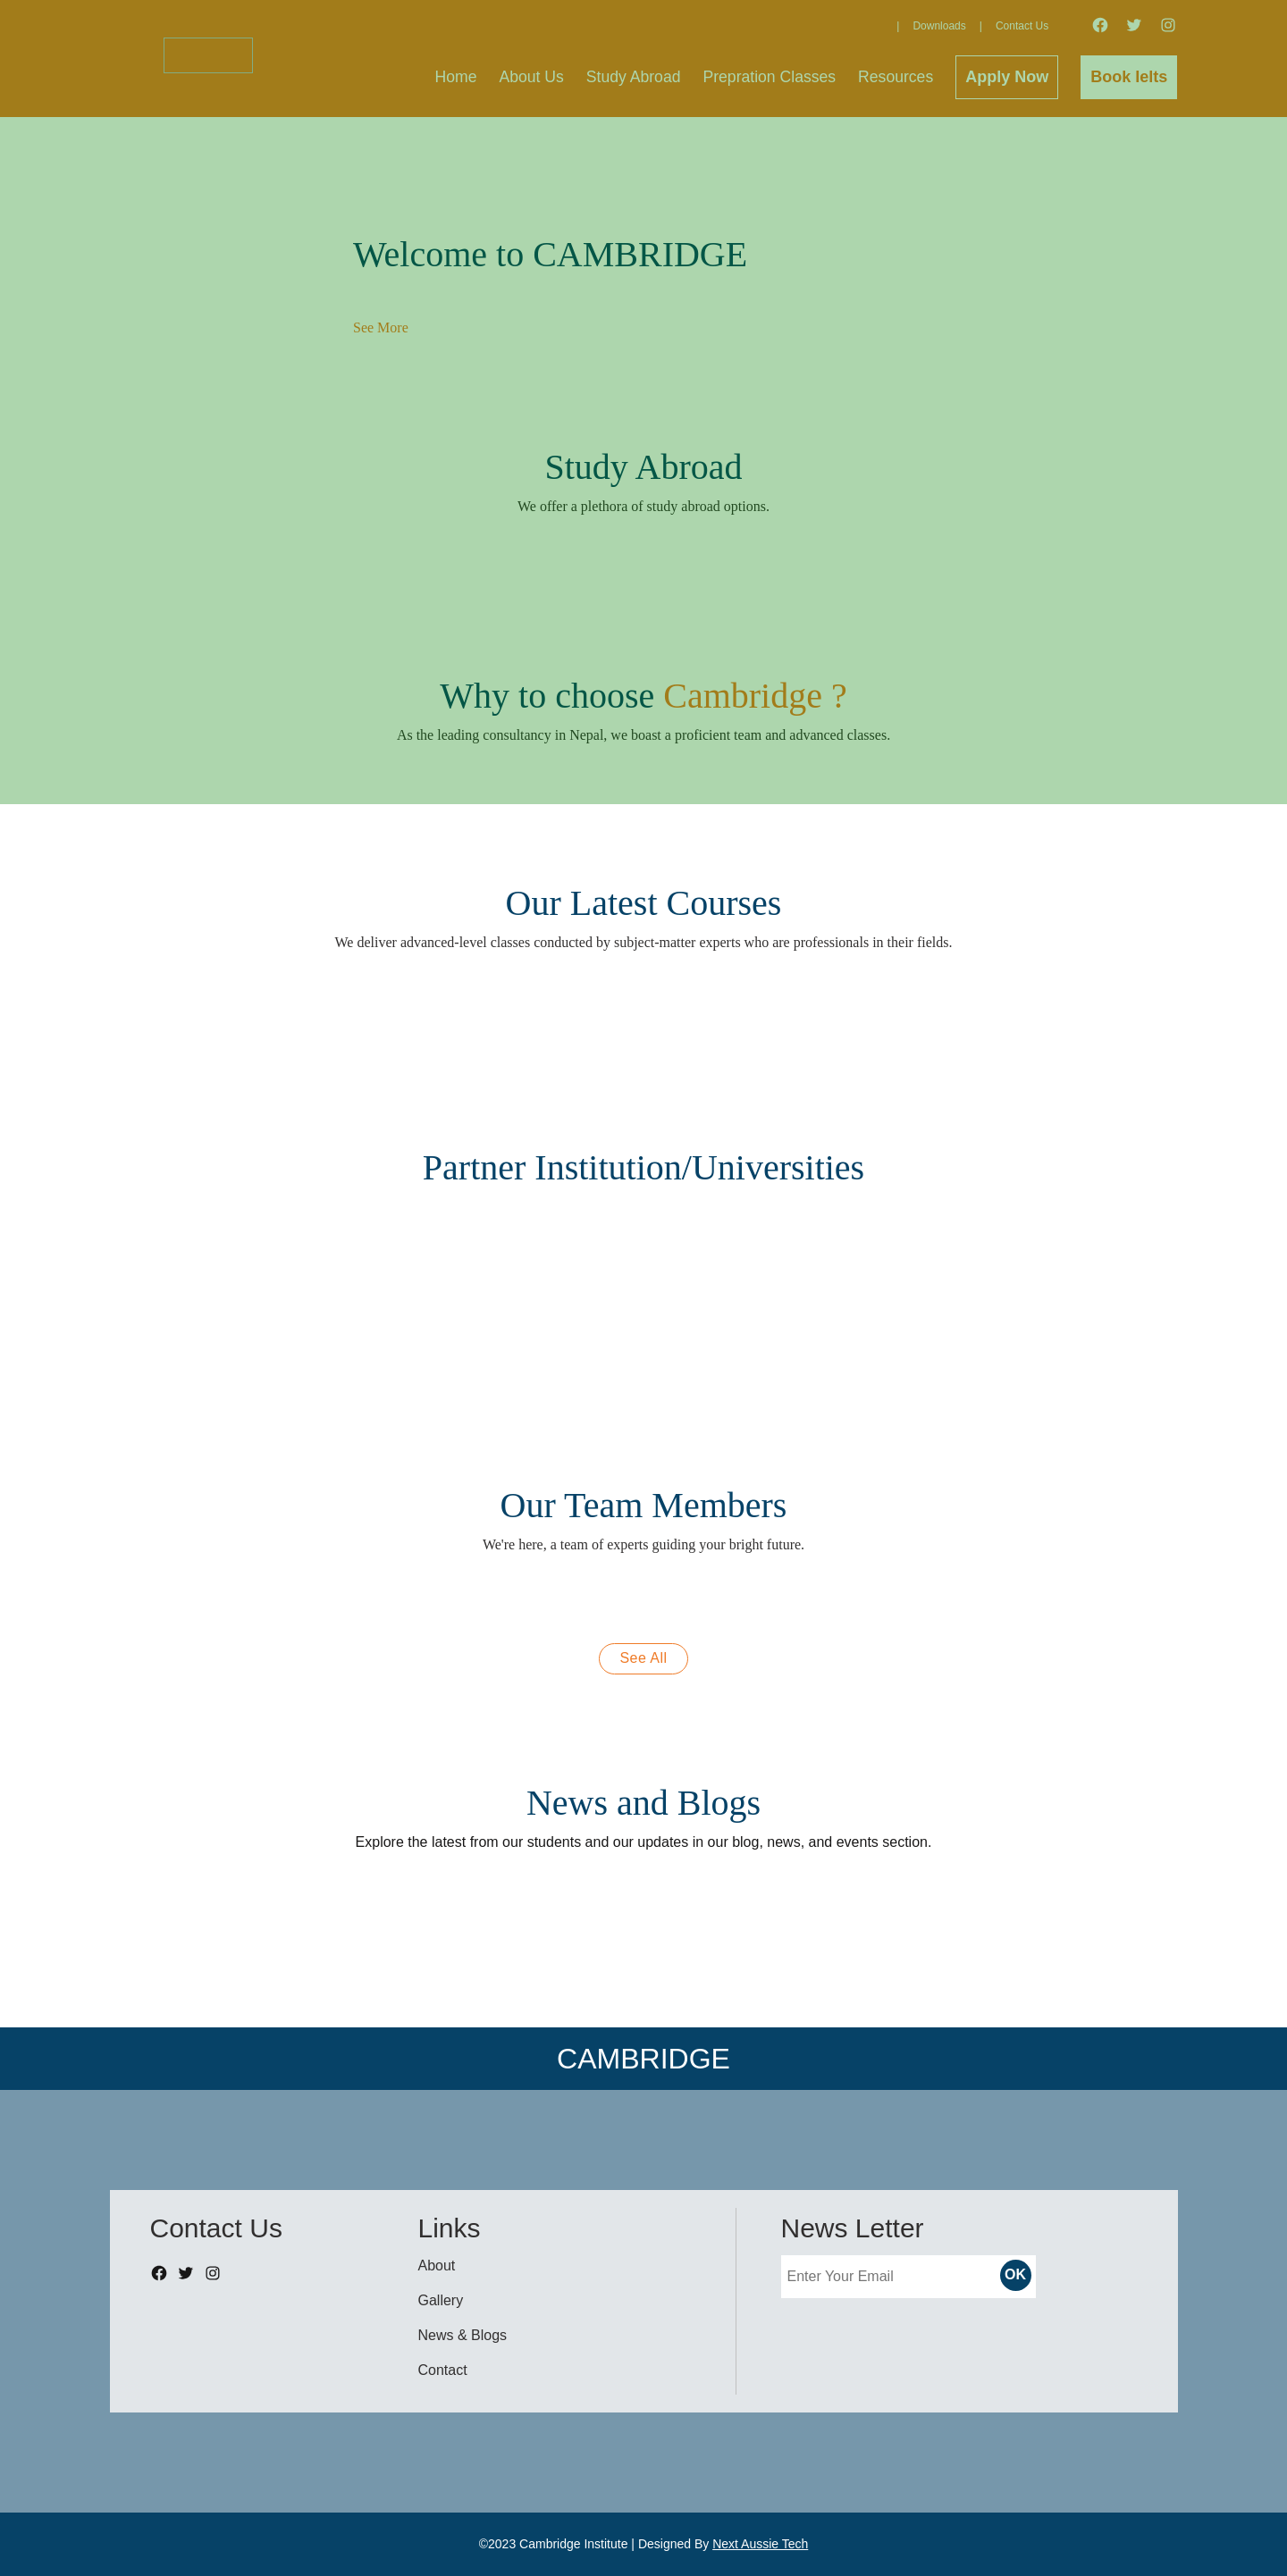 | Downloads | Contact Us
Home About Us Study Abroad Prepration Classes Resources Apply Now Book Ielts
Welcome to CAMBRIDGE
See More
Study Abroad
We offer a plethora of study abroad options.
Why to choose Cambridge ?
As the leading consultancy in Nepal, we boast a proficient team and advanced classes.
Our Latest Courses
We deliver advanced-level classes conducted by subject-matter experts who are professionals in their fields.
Partner Institution/Universities
Our Team Members
We're here, a team of experts guiding your bright future.
See All
News and Blogs
Explore the latest from our students and our updates in our blog, news, and events section.
CAMBRIDGE
Contact Us
Links
About
Gallery
News & Blogs
Contact
News Letter
Enter Your Email OK
©2023 Cambridge Institute | Designed By Next Aussie Tech